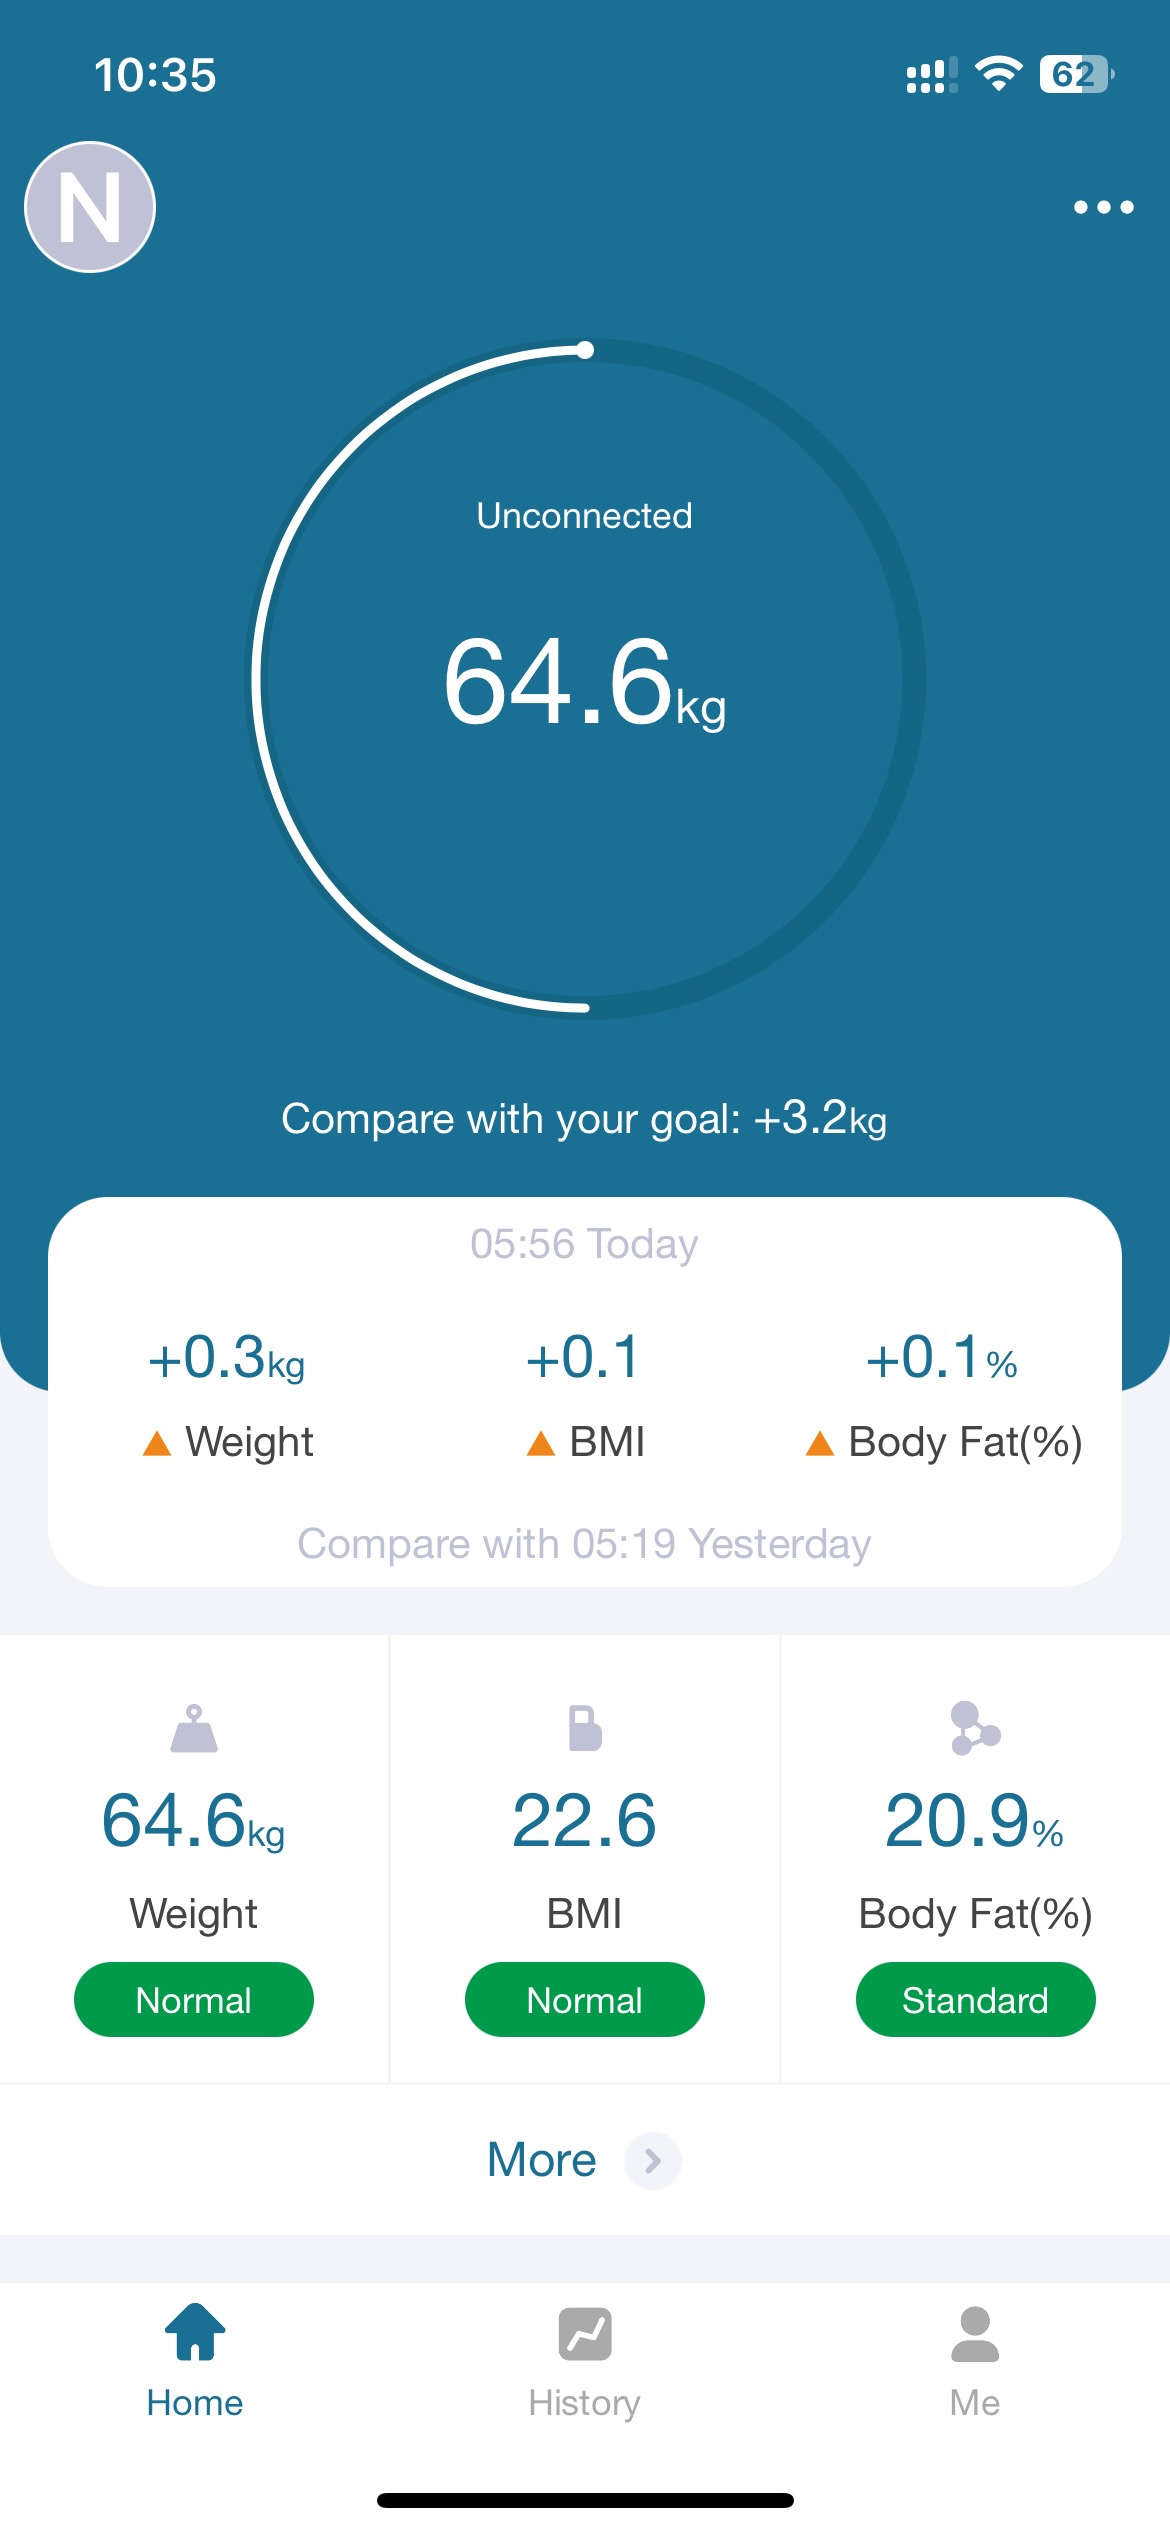 10:35
62
N
Unconnected
64.6kg
Compare with your goal: +3.2kg
05:56 Today
+0.3kg +0.1 +0.1%
Weight BMI Body Fat(%)
Compare with 05:19 Yesterday
64.6kg 22.6 20.9%
Weight BMI Body Fat(%)
Normal Normal Standard
More
Home History Me